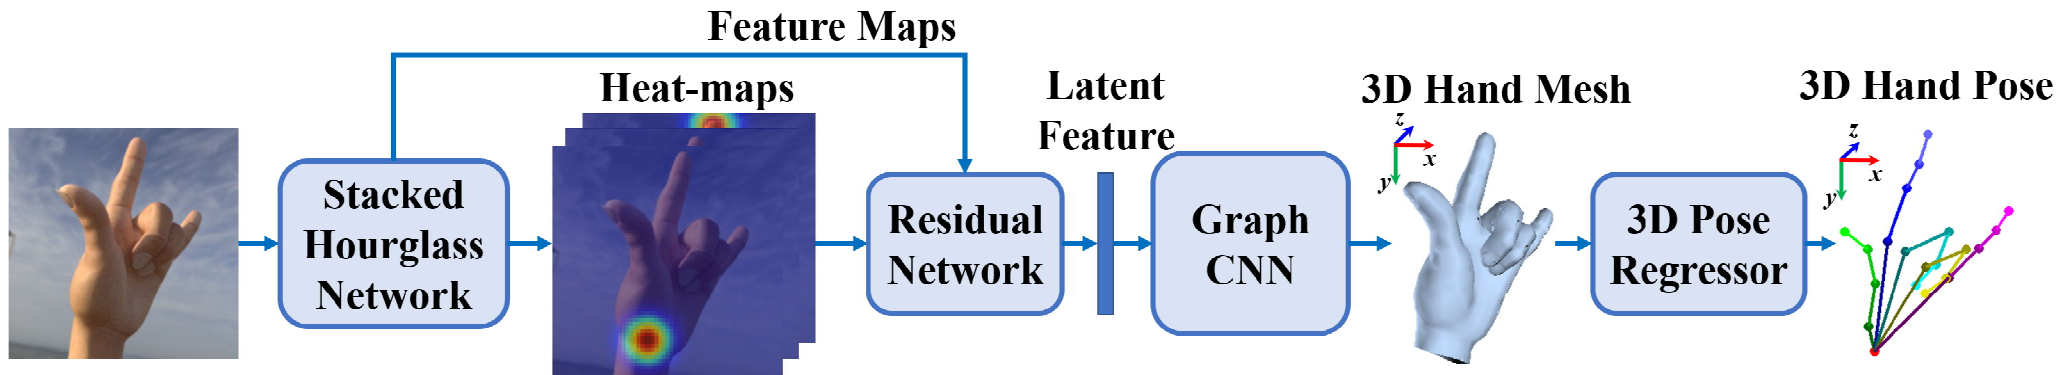 Feature Maps
Heat-maps
Latent
Feature
3D Hand Mesh
3D Hand Pose
Stacked
Hourglass
Network
Residual
Network
Graph
CNN
z
x
y
3D Pose
Regressor
z
x
y